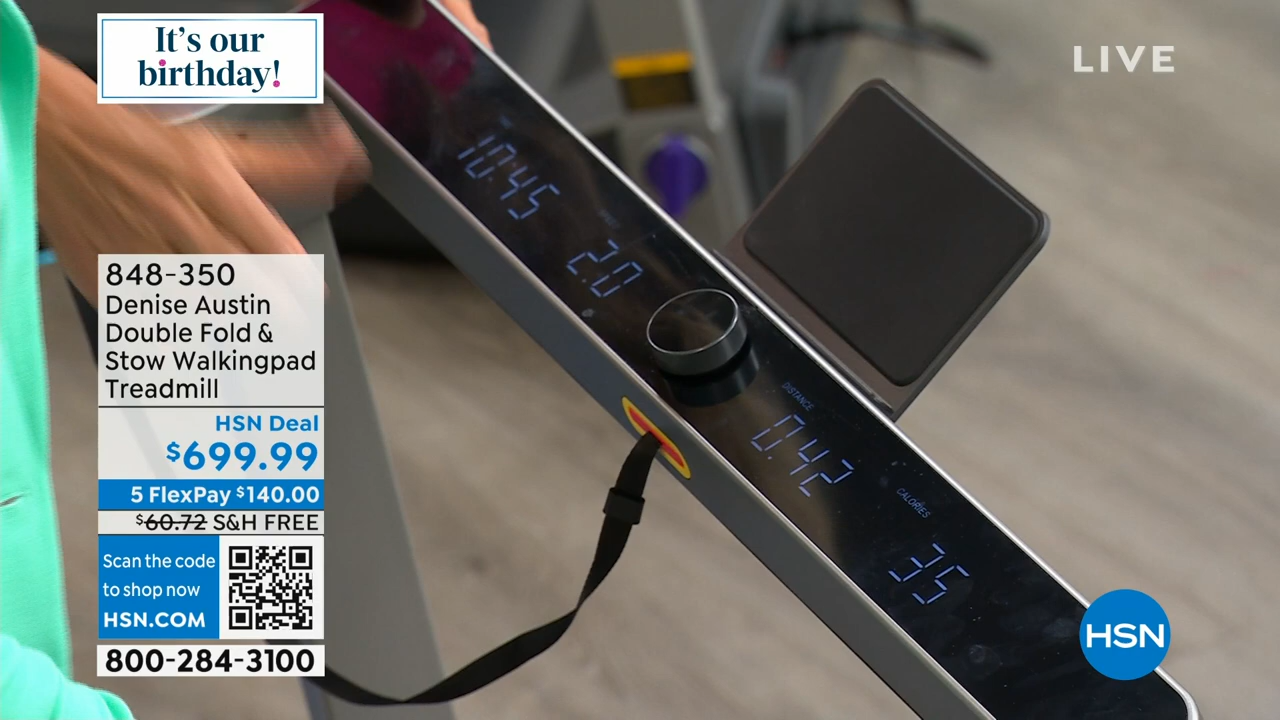 It's our
birthday!
LIVE
10:45
2.0
DISTANCE
0.42
CALORIES
35
848-350
Denise Austin
Double Fold &
Stow Walkingpad
Treadmill
HSN Deal
$699.99
5 FlexPay $140.00
$60.72 S&H FREE
Scan the code
to shop now
HSN.COM
800-284-3100
HSN